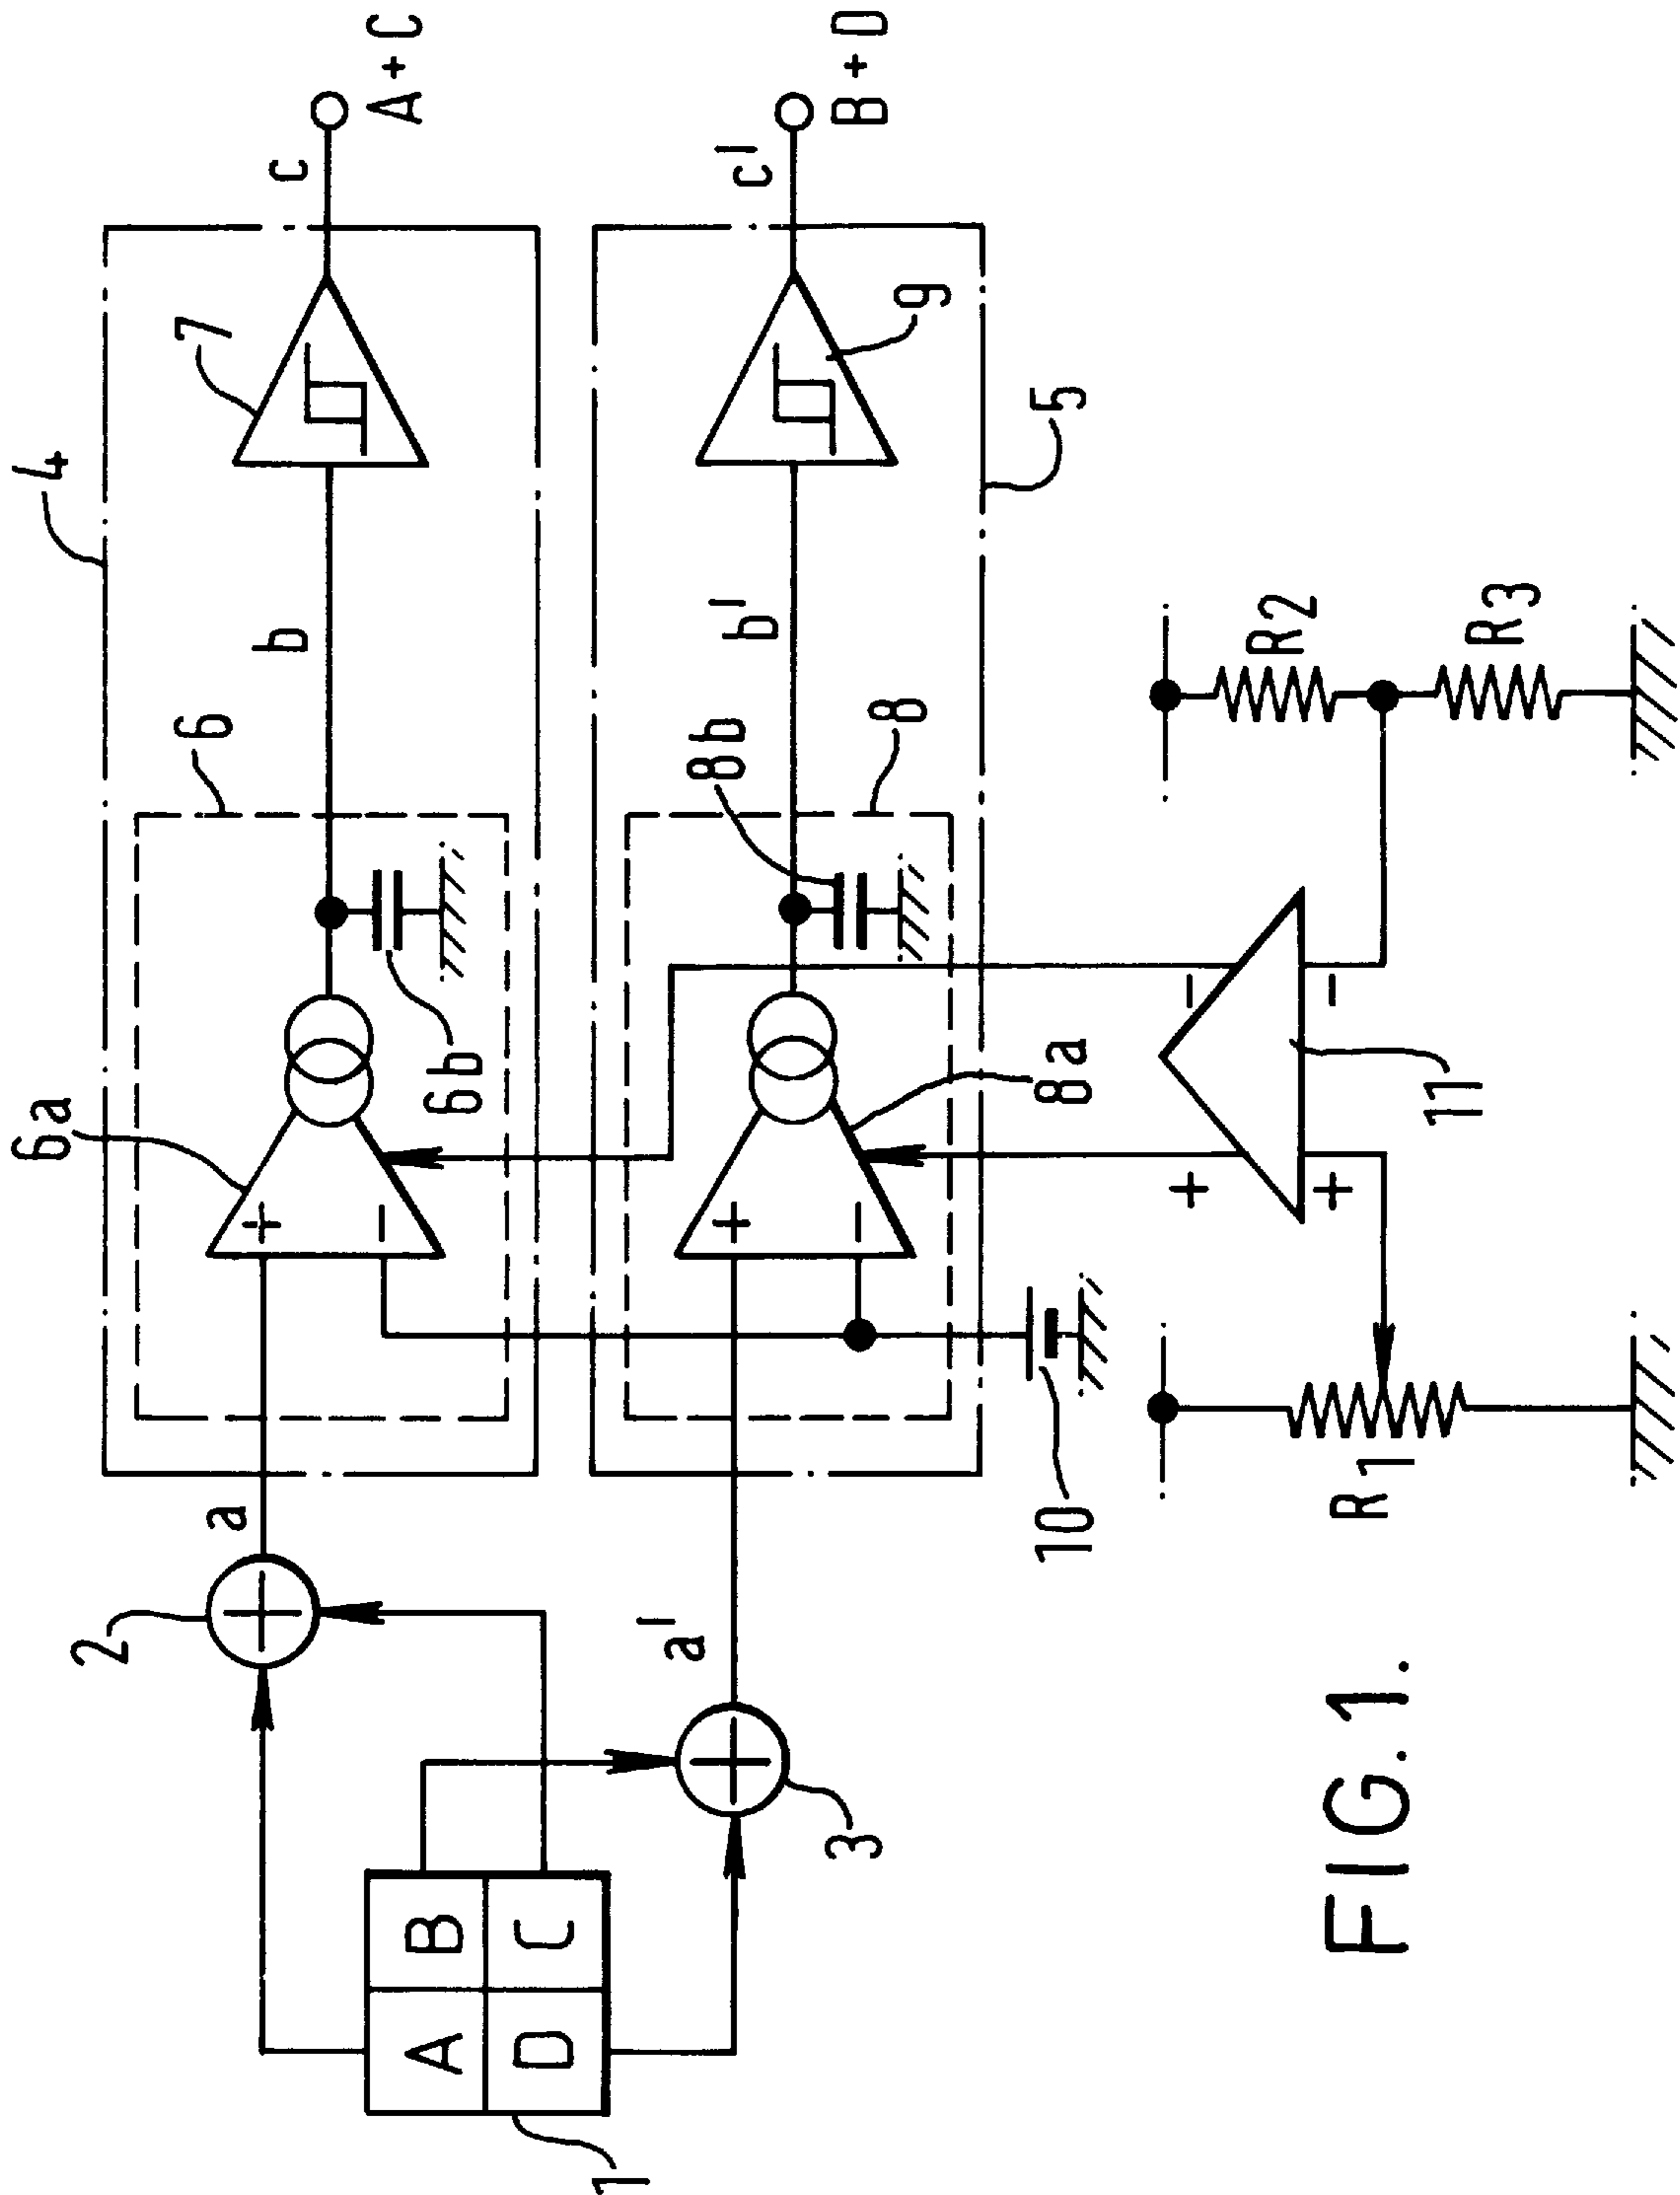 4
6a
6
7
2
a
+
−
6b
b
c
A + C
A
B
D
C
1
3
a'
+
−
8a
8b
8
b'
9
c'
B + D
5
10
+
−
+
−
11
R1
R2
R3
FIG. 1.